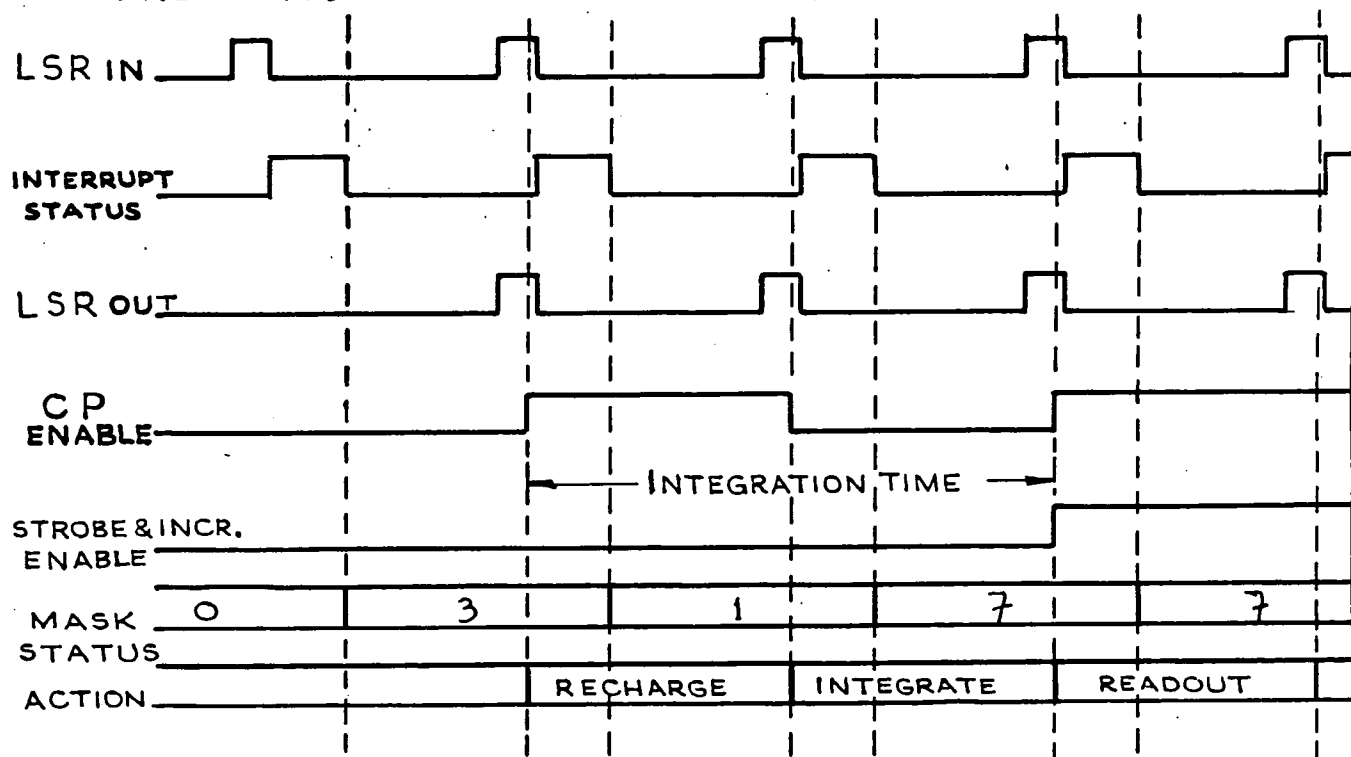 LSR IN
INTERRUPT
STATUS
LSR OUT
CP
ENABLE
INTEGRATION TIME
STROBE & INCR.
ENABLE
MASK
STATUS
0 3 1 7 7
ACTION
RECHARGE INTEGRATE READOUT